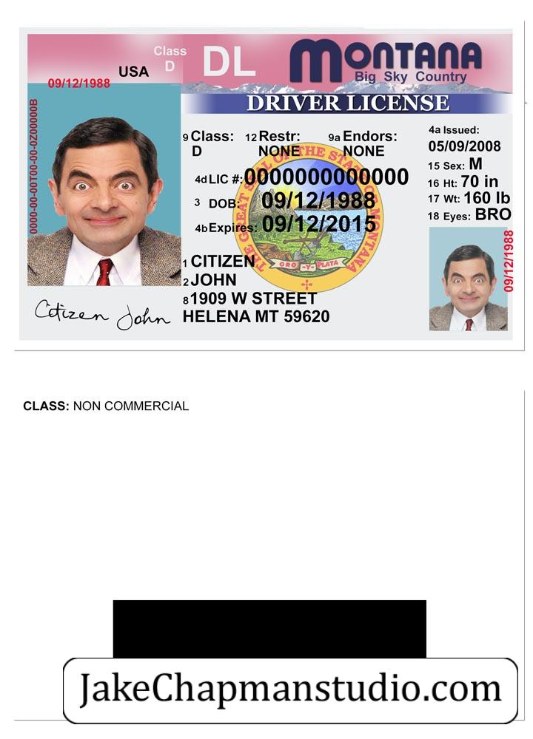 Class
D
DL
MONTANA
Big Sky Country
USA
09/12/1988
DRIVER LICENSE
0000-00-00T00-00-0Z00000B
9 Class: 12 Restr: 9a Endors:
D NONE NONE
4d LIC #: 0000000000000
3 DOB: 09/12/1988
4b Expires: 09/12/2015
1 CITIZEN
2 JOHN
8 1909 W STREET
HELENA MT 59620
4a Issued:
05/09/2008
15 Sex: M
16 Ht: 70 in
17 Wt: 160 lb
18 Eyes: BRO
09/12/1988
THE GREAT SEAL OF THE STATE OF MONTANA
ORO Y PLATA
Citizen John
CLASS: NON COMMERCIAL
JakeChapmanstudio.com